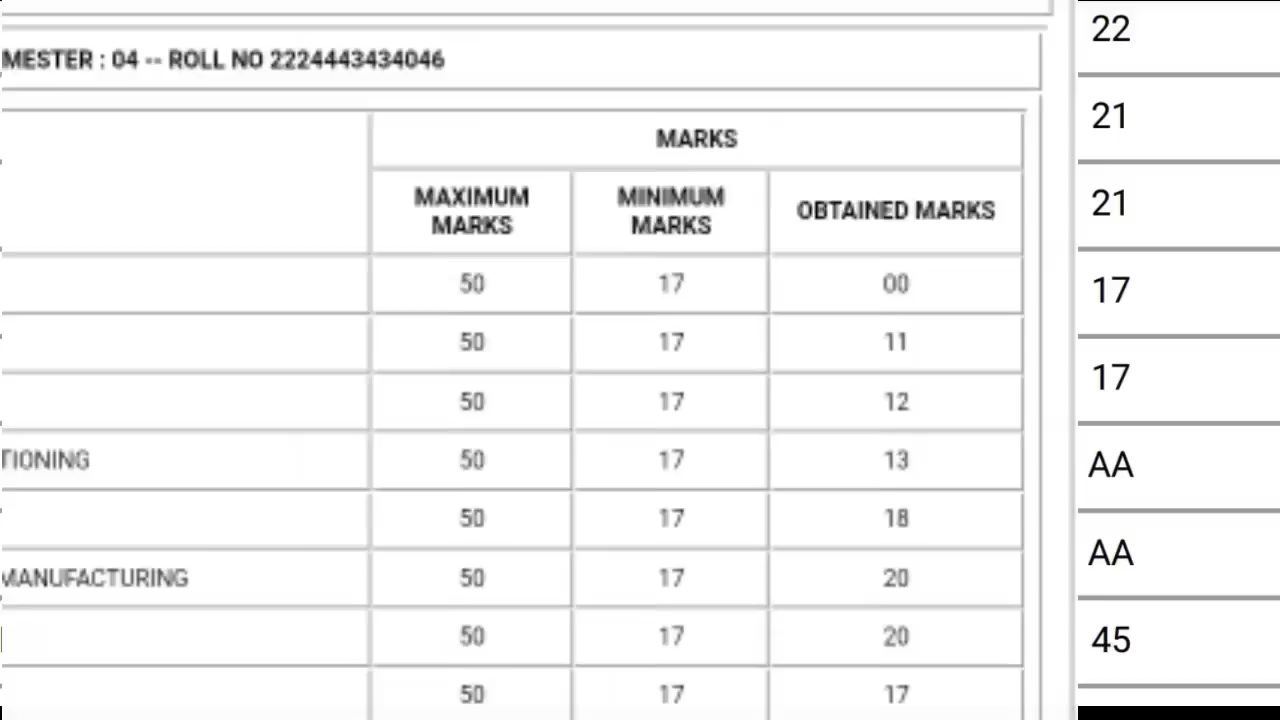 MESTER : 04 -- ROLL NO 2224443434046
MARKS
MAXIMUM MARKS
MINIMUM MARKS
OBTAINED MARKS
50 17 00
50 17 11
50 17 12
TIONING 50 17 13
50 17 18
MANUFACTURING 50 17 20
50 17 20
50 17 17
22
21
21
17
17
AA
AA
45